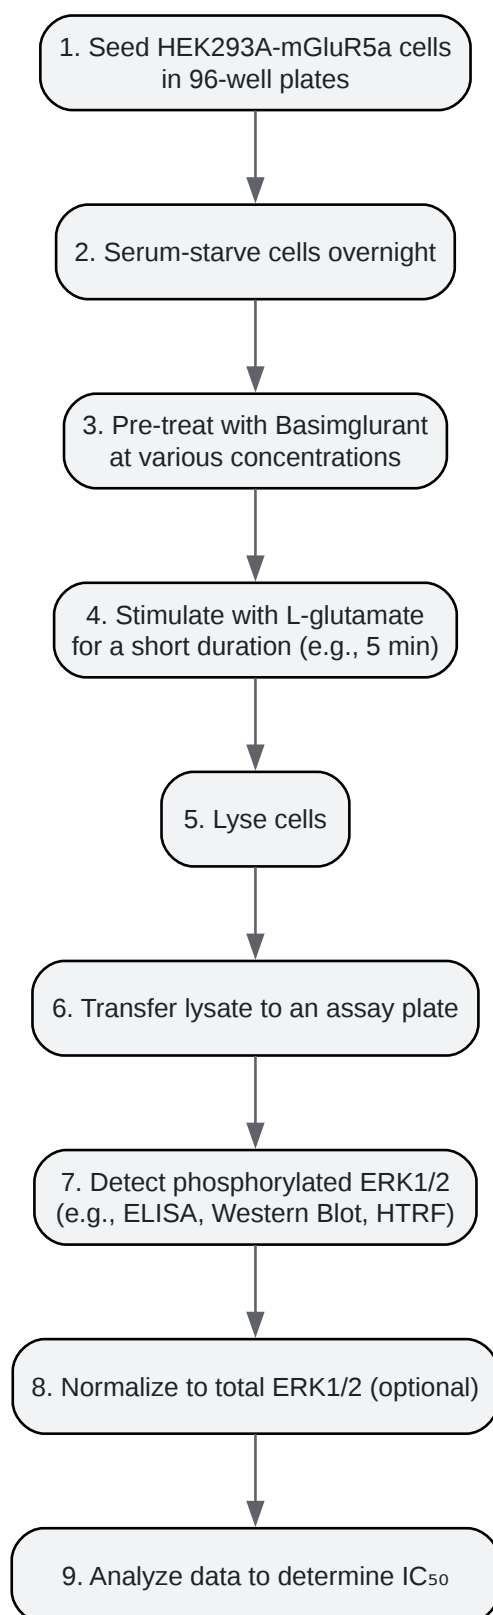 1. Seed HEK293A-mGluR5a cells
in 96-well plates
2. Serum-starve cells overnight
3. Pre-treat with Basimglurant
at various concentrations
4. Stimulate with L-glutamate
for a short duration (e.g., 5 min)
5. Lyse cells
6. Transfer lysate to an assay plate
7. Detect phosphorylated ERK1/2
(e.g., ELISA, Western Blot, HTRF)
8. Normalize to total ERK1/2 (optional)
9. Analyze data to determine IC₅₀